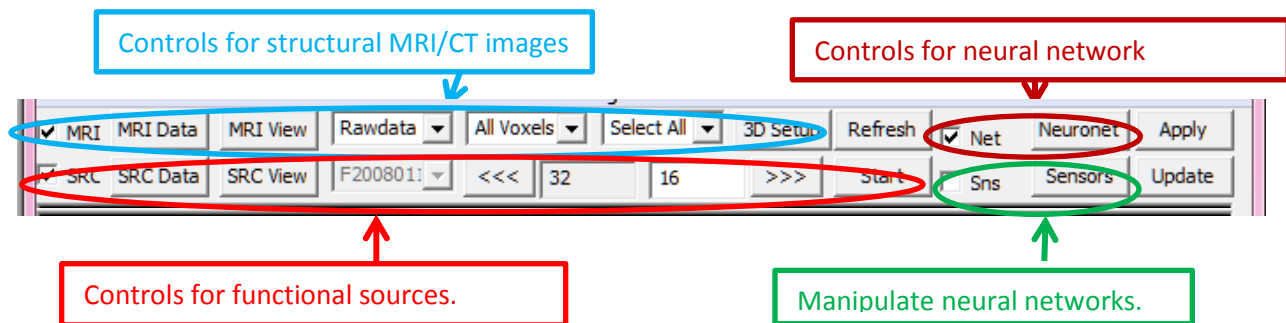 Controls for structural MRI/CT images
Controls for neural network
MRI MRI Data MRI View Rawdata All Voxels Select All 3D Setup Refresh Net Neuronet Apply
SRC SRC Data SRC View F2008011 <<< 32 16 >>> Start Sns Sensors Update
Controls for functional sources.
Manipulate neural networks.